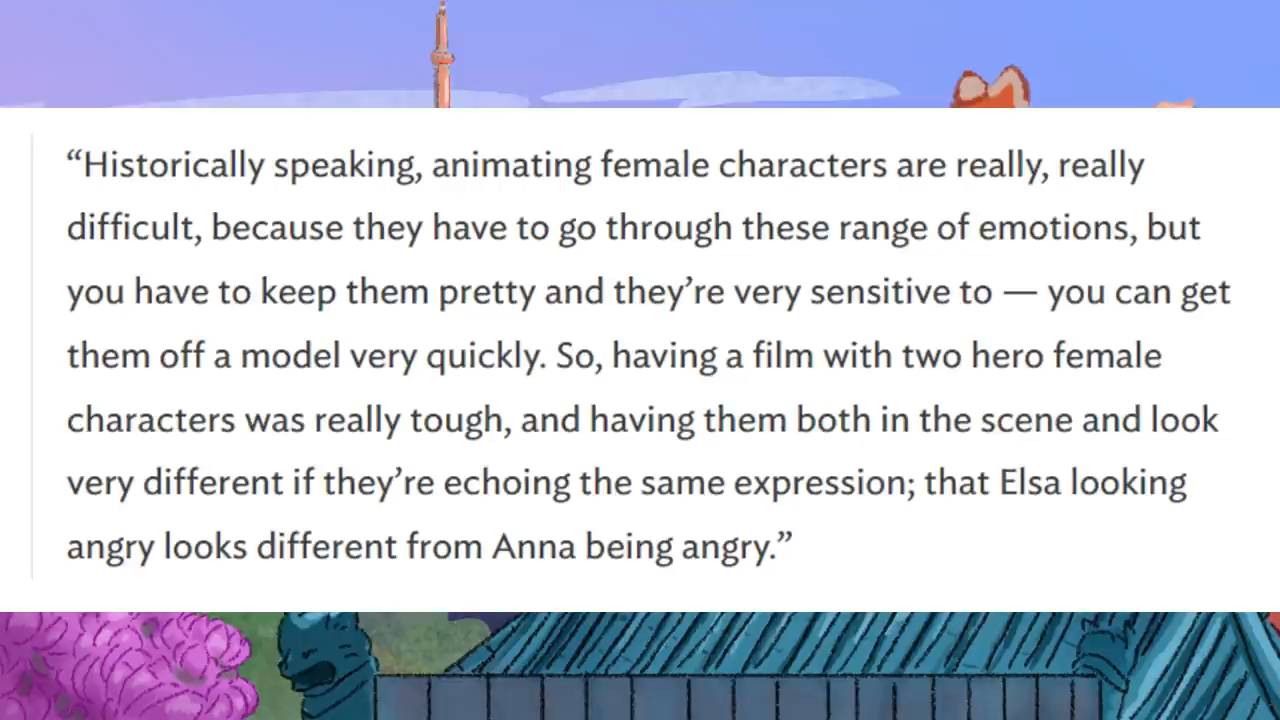 “Historically speaking, animating female characters are really, really
difficult, because they have to go through these range of emotions, but
you have to keep them pretty and they’re very sensitive to — you can get
them off a model very quickly. So, having a film with two hero female
characters was really tough, and having them both in the scene and look
very different if they’re echoing the same expression; that Elsa looking
angry looks different from Anna being angry.”